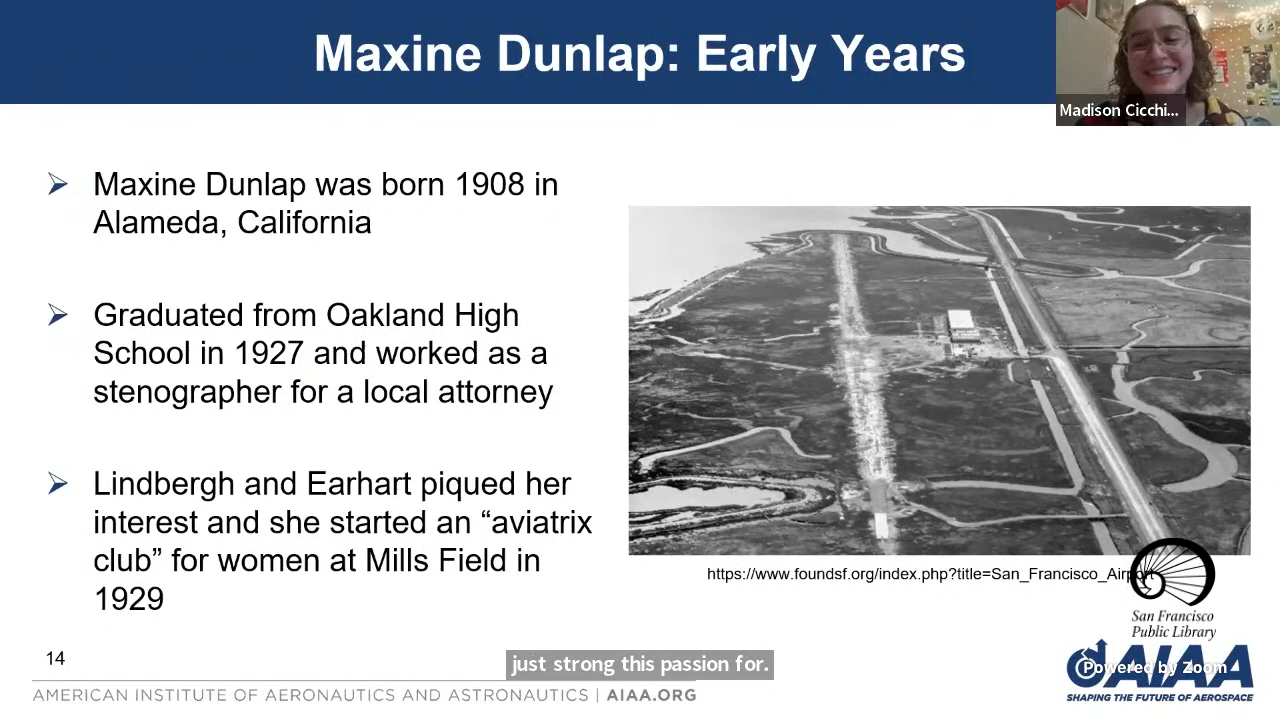 Maxine Dunlap: Early Years
Madison Cicchi...
Maxine Dunlap was born 1908 in
Alameda, California
Graduated from Oakland High
School in 1927 and worked as a
stenographer for a local attorney
Lindbergh and Earhart piqued her
interest and she started an “aviatrix
club” for women at Mills Field in
1929
https://www.foundsf.org/index.php?title=San_Francisco_Airport
San Francisco
Public Library
14
just strong this passion for.
AIAA
Powered by Zoom
SHAPING THE FUTURE OF AEROSPACE
AMERICAN INSTITUTE OF AERONAUTICS AND ASTRONAUTICS | AIAA.ORG